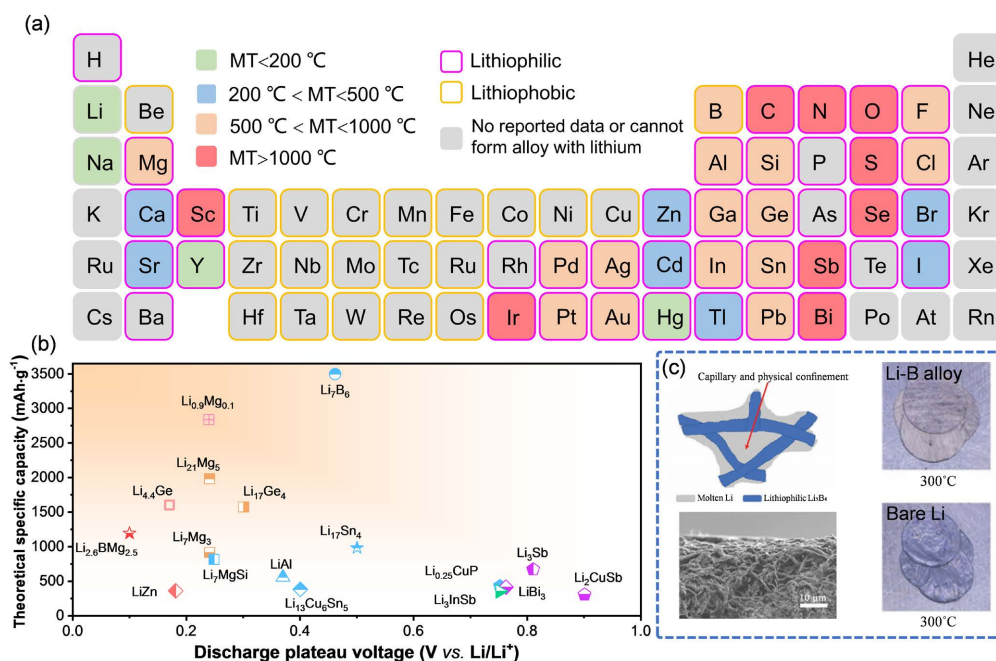 (a)
H
He
MT<200 ℃
200 ℃ < MT<500 ℃
500 ℃ < MT<1000 ℃
MT>1000 ℃
Lithiophilic
Lithiophobic
No reported data or cannot
form alloy with lithium
Li Be B C N O F Ne
Na Mg Al Si P S Cl Ar
K Ca Sc Ti V Cr Mn Fe Co Ni Cu Zn Ga Ge As Se Br Kr
Ru Sr Y Zr Nb Mo Tc Ru Rh Pd Ag Cd In Sn Sb Te I Xe
Cs Ba Hf Ta W Re Os Ir Pt Au Hg Tl Pb Bi Po At Rn
(b)
Theoretical specific capacity (mAh·g⁻¹)
3500
3000
2500
2000
1500
1000
500
0
0.0 0.2 0.4 0.6 0.8 1.0
Discharge plateau voltage (V vs. Li/Li⁺)
Li₇B₆
Li₀.₉Mg₀.₁
Li₂₁Mg₅
Li₄.₄Ge
Li₁₇Ge₄
Li₂.₆BMg₂.₅
Li₇Mg₃
Li₇MgSi
Li₁₇Sn₄
LiZn
LiAl
Li₁₃Cu₆Sn₅
Li₃Sb
Li₀.₂₅CuP
Li₂CuSb
Li₃InSb
LiBi₃
(c)
Capillary and physical confinement
Molten Li
Lithiophilic Li₅B₄
10 μm
Li-B alloy
300℃
Bare Li
300℃